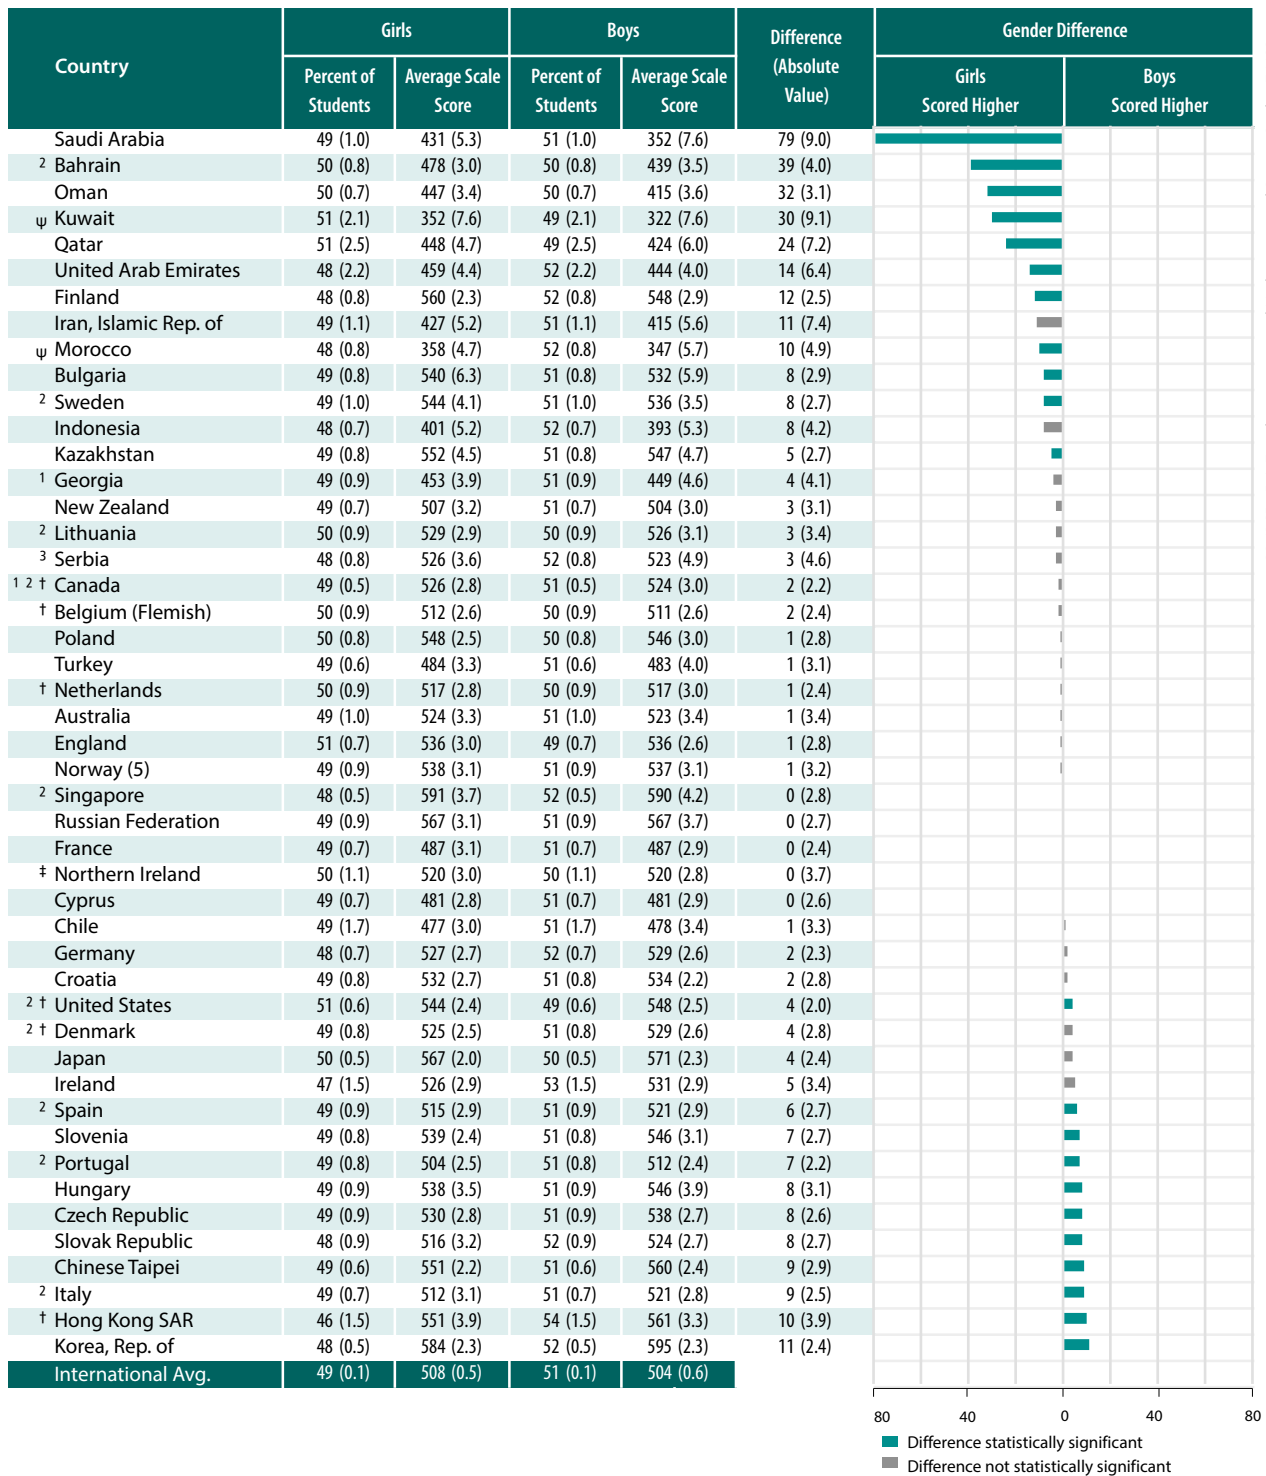 Country
Girls
Boys
Difference (Absolute Value)
Gender Difference
Percent of Students
Average Scale Score
Percent of Students
Average Scale Score
Girls Scored Higher
Boys Scored Higher
Saudi Arabia 49 (1.0) 431 (5.3) 51 (1.0) 352 (7.6) 79 (9.0)
2 Bahrain 50 (0.8) 478 (3.0) 50 (0.8) 439 (3.5) 39 (4.0)
Oman 50 (0.7) 447 (3.4) 50 (0.7) 415 (3.6) 32 (3.1)
ψ Kuwait 51 (2.1) 352 (7.6) 49 (2.1) 322 (7.6) 30 (9.1)
Qatar 51 (2.5) 448 (4.7) 49 (2.5) 424 (6.0) 24 (7.2)
United Arab Emirates 48 (2.2) 459 (4.4) 52 (2.2) 444 (4.0) 14 (6.4)
Finland 48 (0.8) 560 (2.3) 52 (0.8) 548 (2.9) 12 (2.5)
Iran, Islamic Rep. of 49 (1.1) 427 (5.2) 51 (1.1) 415 (5.6) 11 (7.4)
ψ Morocco 48 (0.8) 358 (4.7) 52 (0.8) 347 (5.7) 10 (4.9)
Bulgaria 49 (0.8) 540 (6.3) 51 (0.8) 532 (5.9) 8 (2.9)
2 Sweden 49 (1.0) 544 (4.1) 51 (1.0) 536 (3.5) 8 (2.7)
Indonesia 48 (0.7) 401 (5.2) 52 (0.7) 393 (5.3) 8 (4.2)
Kazakhstan 49 (0.8) 552 (4.5) 51 (0.8) 547 (4.7) 5 (2.7)
1 Georgia 49 (0.9) 453 (3.9) 51 (0.9) 449 (4.6) 4 (4.1)
New Zealand 49 (0.7) 507 (3.2) 51 (0.7) 504 (3.0) 3 (3.1)
2 Lithuania 50 (0.9) 529 (2.9) 50 (0.9) 526 (3.1) 3 (3.4)
3 Serbia 48 (0.8) 526 (3.6) 52 (0.8) 523 (4.9) 3 (4.6)
1 2 † Canada 49 (0.5) 526 (2.8) 51 (0.5) 524 (3.0) 2 (2.2)
† Belgium (Flemish) 50 (0.9) 512 (2.6) 50 (0.9) 511 (2.6) 2 (2.4)
Poland 50 (0.8) 548 (2.5) 50 (0.8) 546 (3.0) 1 (2.8)
Turkey 49 (0.6) 484 (3.3) 51 (0.6) 483 (4.0) 1 (3.1)
† Netherlands 50 (0.9) 517 (2.8) 50 (0.9) 517 (3.0) 1 (2.4)
Australia 49 (1.0) 524 (3.3) 51 (1.0) 523 (3.4) 1 (3.4)
England 51 (0.7) 536 (3.0) 49 (0.7) 536 (2.6) 1 (2.8)
Norway (5) 49 (0.9) 538 (3.1) 51 (0.9) 537 (3.1) 1 (3.2)
2 Singapore 48 (0.5) 591 (3.7) 52 (0.5) 590 (4.2) 0 (2.8)
Russian Federation 49 (0.9) 567 (3.1) 51 (0.9) 567 (3.7) 0 (2.7)
France 49 (0.7) 487 (3.1) 51 (0.7) 487 (2.9) 0 (2.4)
‡ Northern Ireland 50 (1.1) 520 (3.0) 50 (1.1) 520 (2.8) 0 (3.7)
Cyprus 49 (0.7) 481 (2.8) 51 (0.7) 481 (2.9) 0 (2.6)
Chile 49 (1.7) 477 (3.0) 51 (1.7) 478 (3.4) 1 (3.3)
Germany 48 (0.7) 527 (2.7) 52 (0.7) 529 (2.6) 2 (2.3)
Croatia 49 (0.8) 532 (2.7) 51 (0.8) 534 (2.2) 2 (2.8)
2 † United States 51 (0.6) 544 (2.4) 49 (0.6) 548 (2.5) 4 (2.0)
2 † Denmark 49 (0.8) 525 (2.5) 51 (0.8) 529 (2.6) 4 (2.8)
Japan 50 (0.5) 567 (2.0) 50 (0.5) 571 (2.3) 4 (2.4)
Ireland 47 (1.5) 526 (2.9) 53 (1.5) 531 (2.9) 5 (3.4)
2 Spain 49 (0.9) 515 (2.9) 51 (0.9) 521 (2.9) 6 (2.7)
Slovenia 49 (0.8) 539 (2.4) 51 (0.8) 546 (3.1) 7 (2.7)
2 Portugal 49 (0.8) 504 (2.5) 51 (0.8) 512 (2.4) 7 (2.2)
Hungary 49 (0.9) 538 (3.5) 51 (0.9) 546 (3.9) 8 (3.1)
Czech Republic 49 (0.9) 530 (2.8) 51 (0.9) 538 (2.7) 8 (2.6)
Slovak Republic 48 (0.9) 516 (3.2) 52 (0.9) 524 (2.7) 8 (2.7)
Chinese Taipei 49 (0.6) 551 (2.2) 51 (0.6) 560 (2.4) 9 (2.9)
2 Italy 49 (0.7) 512 (3.1) 51 (0.7) 521 (2.8) 9 (2.5)
† Hong Kong SAR 46 (1.5) 551 (3.9) 54 (1.5) 561 (3.3) 10 (3.9)
Korea, Rep. of 48 (0.5) 584 (2.3) 52 (0.5) 595 (2.3) 11 (2.4)
International Avg. 49 (0.1) 508 (0.5) 51 (0.1) 504 (0.6)
80 40 0 40 80
Difference statistically significant
Difference not statistically significant